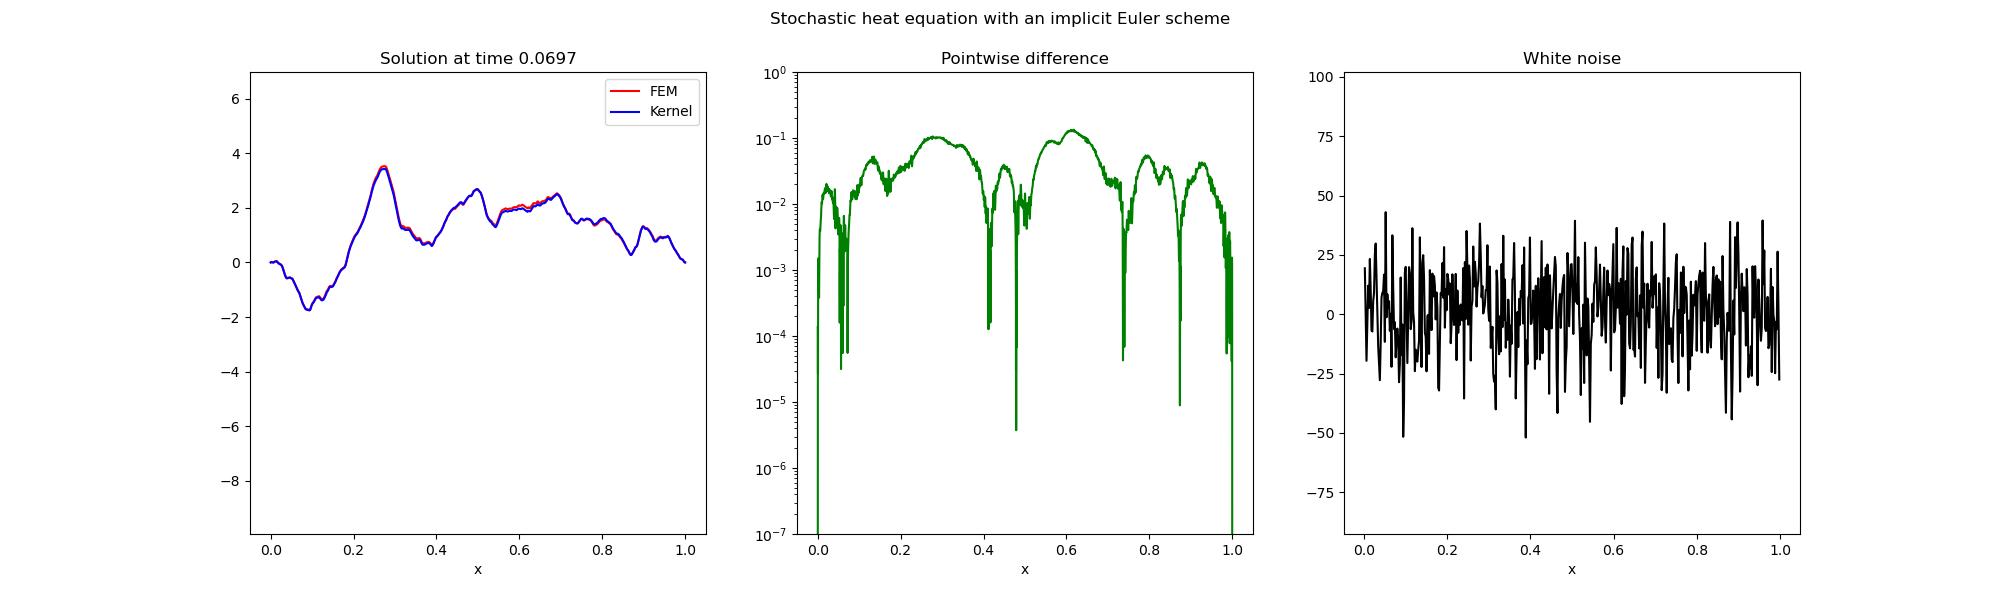 Stochastic heat equation with an implicit Euler scheme
Solution at time 0.0697
6
4
2
0
−2
−4
−6
−8
0.0 0.2 0.4 0.6 0.8 1.0
x
FEM
Kernel
Pointwise difference
10⁰
10⁻¹
10⁻²
10⁻³
10⁻⁴
10⁻⁵
10⁻⁶
10⁻⁷
0.0 0.2 0.4 0.6 0.8 1.0
x
White noise
100
75
50
25
0
−25
−50
−75
0.0 0.2 0.4 0.6 0.8 1.0
x